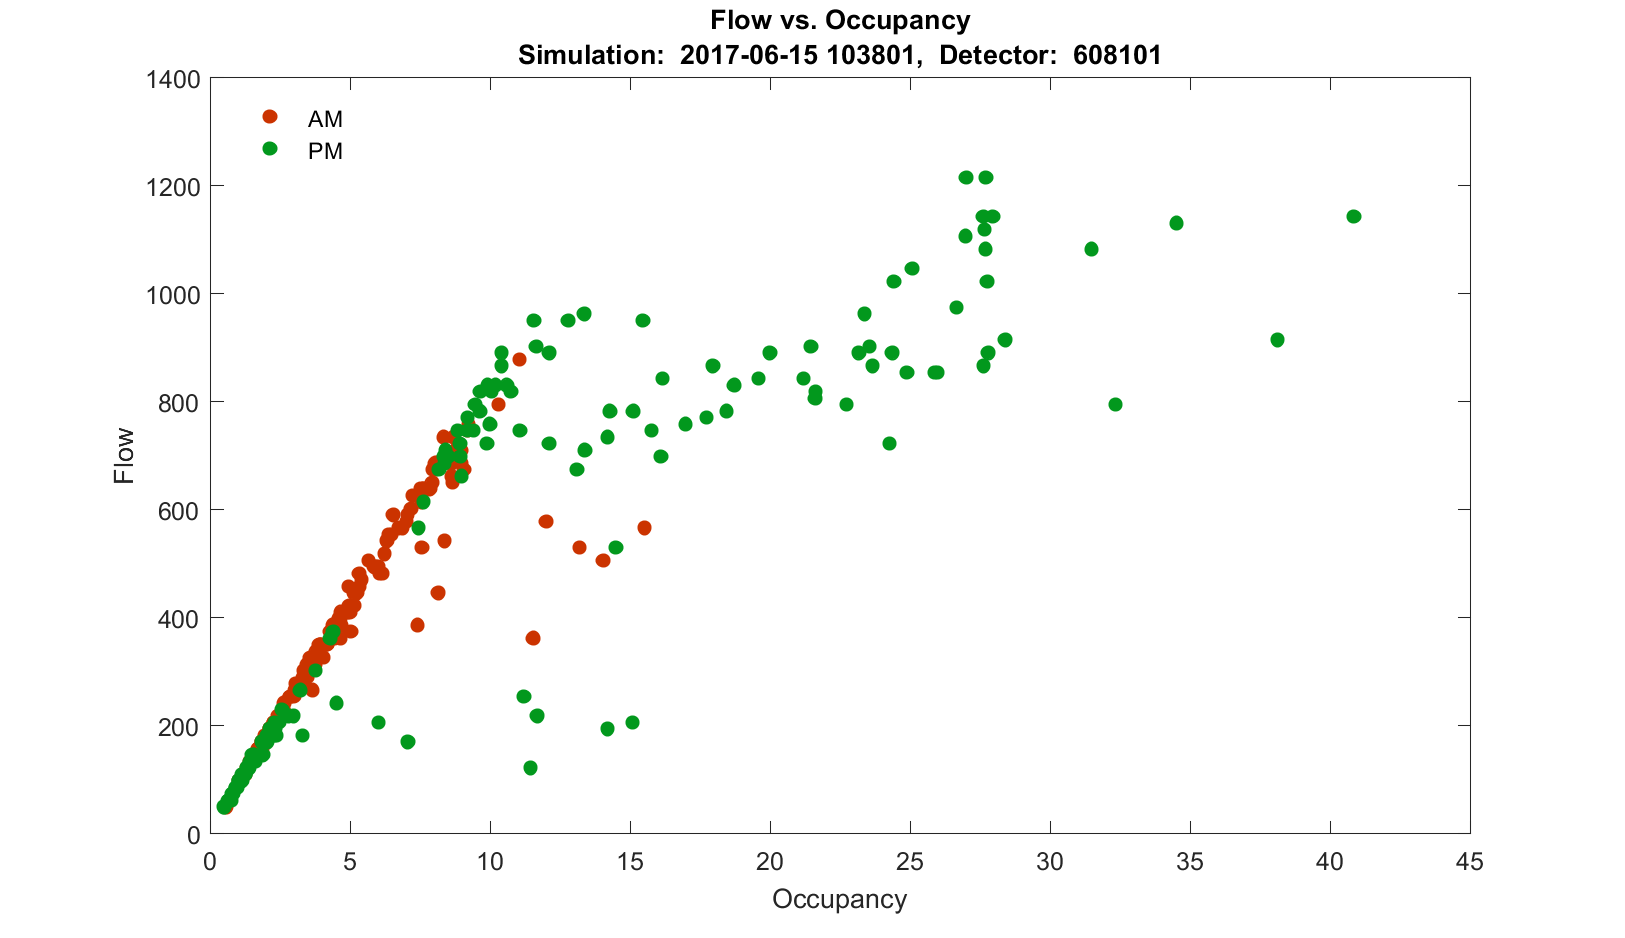 Flow vs. Occupancy
Simulation:  2017-06-15 103801,  Detector:  608101
AM
PM
1400
1200
1000
800
600
400
200
0
Flow
0 5 10 15 20 25 30 35 40 45
Occupancy